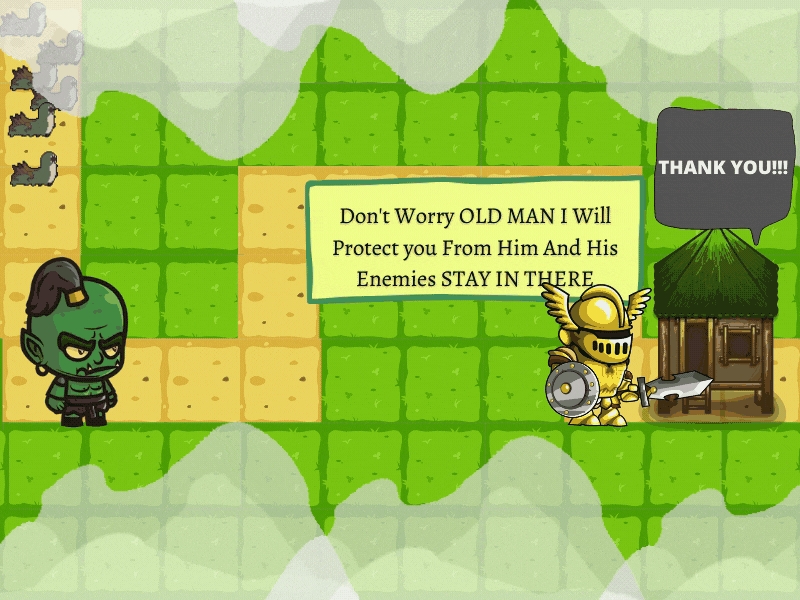 Don't Worry OLD MAN I Will
Protect you From Him And His
Enemies STAY IN THERE
THANK YOU!!!